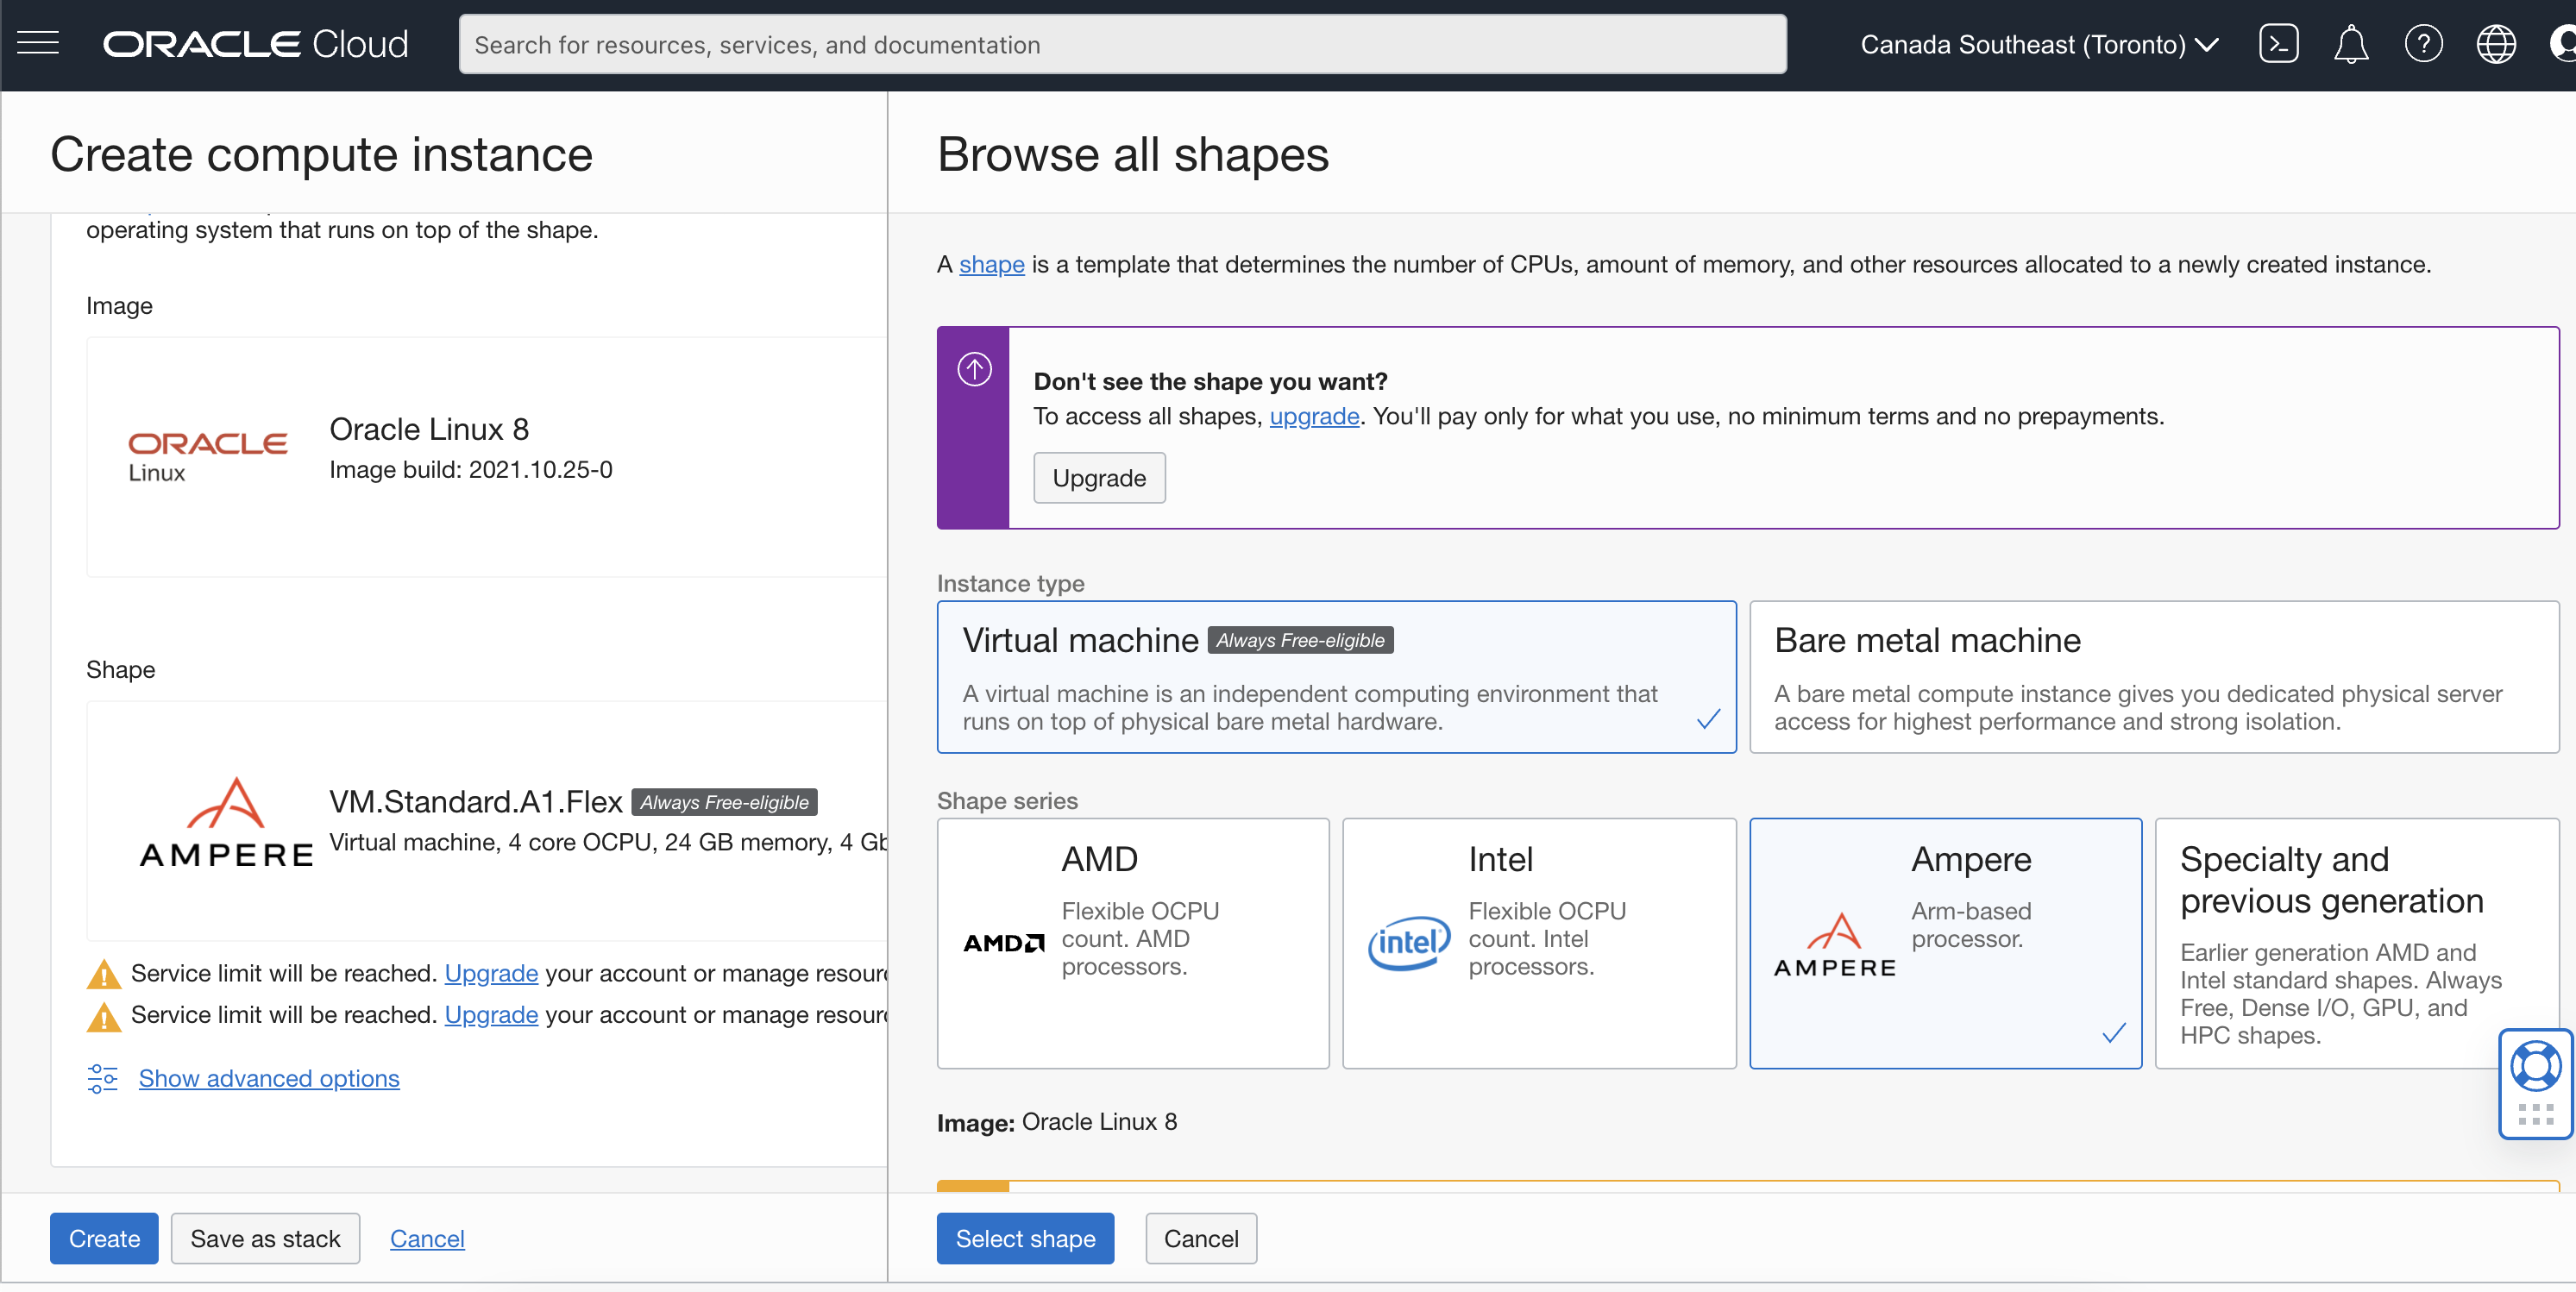 ORACLE Cloud
Search for resources, services, and documentation
Canada Southeast (Toronto)
Create compute instance
operating system that runs on top of the shape.
Image
ORACLE
Linux
Oracle Linux 8
Image build: 2021.10.25-0
Shape
AMPERE
VM.Standard.A1.Flex Always Free-eligible
Virtual machine, 4 core OCPU, 24 GB memory, 4 Gb
Service limit will be reached. Upgrade your account or manage resour
Service limit will be reached. Upgrade your account or manage resour
Show advanced options
Create
Save as stack
Cancel
Browse all shapes
A shape is a template that determines the number of CPUs, amount of memory, and other resources allocated to a newly created instance.
Don't see the shape you want?
To access all shapes, upgrade. You'll pay only for what you use, no minimum terms and no prepayments.
Upgrade
Instance type
Virtual machine Always Free-eligible
A virtual machine is an independent computing environment that
runs on top of physical bare metal hardware.
Bare metal machine
A bare metal compute instance gives you dedicated physical server
access for highest performance and strong isolation.
Shape series
AMD
AMD
Flexible OCPU
count. AMD
processors.
intel
Intel
Flexible OCPU
count. Intel
processors.
AMPERE
Ampere
Arm-based
processor.
Specialty and
previous generation
Earlier generation AMD and
Intel standard shapes. Always
Free, Dense I/O, GPU, and
HPC shapes.
Image: Oracle Linux 8
Select shape
Cancel